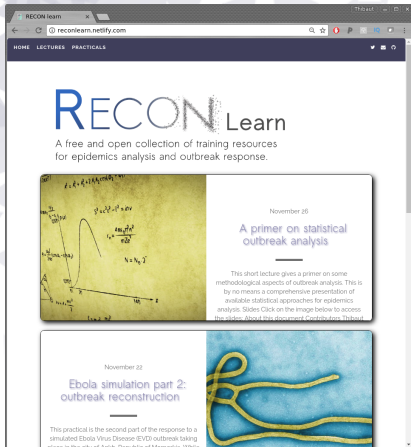 Thibaut
RECON learn
reconlearn.netlify.com
HOME LECTURES PRACTICALS
RECON Learn
A free and open collection of training resources
for epidemics analysis and outbreak response.
November 26
A primer on statistical
outbreak analysis
This short lecture gives a primer on some
methodological aspects of outbreak analysis. This is
by no means a comprehensive presentation of
available statistical approaches for epidemics
analysis. Slides Click on the image below to access
the slides. About this document Contributors Thibaut
November 22
Ebola simulation part 2:
outbreak reconstruction
This practical is the second part of the response to a
simulated Ebola Virus Disease (EVD) outbreak taking